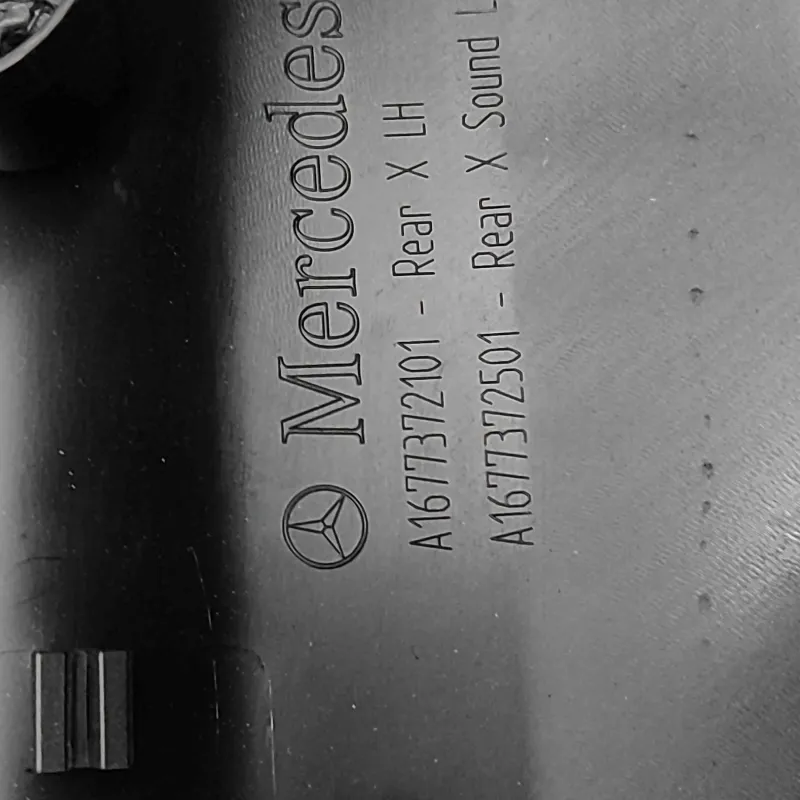 Mercedes
A1677372101 - Rear X LH
A1677372501 - Rear X Sound L